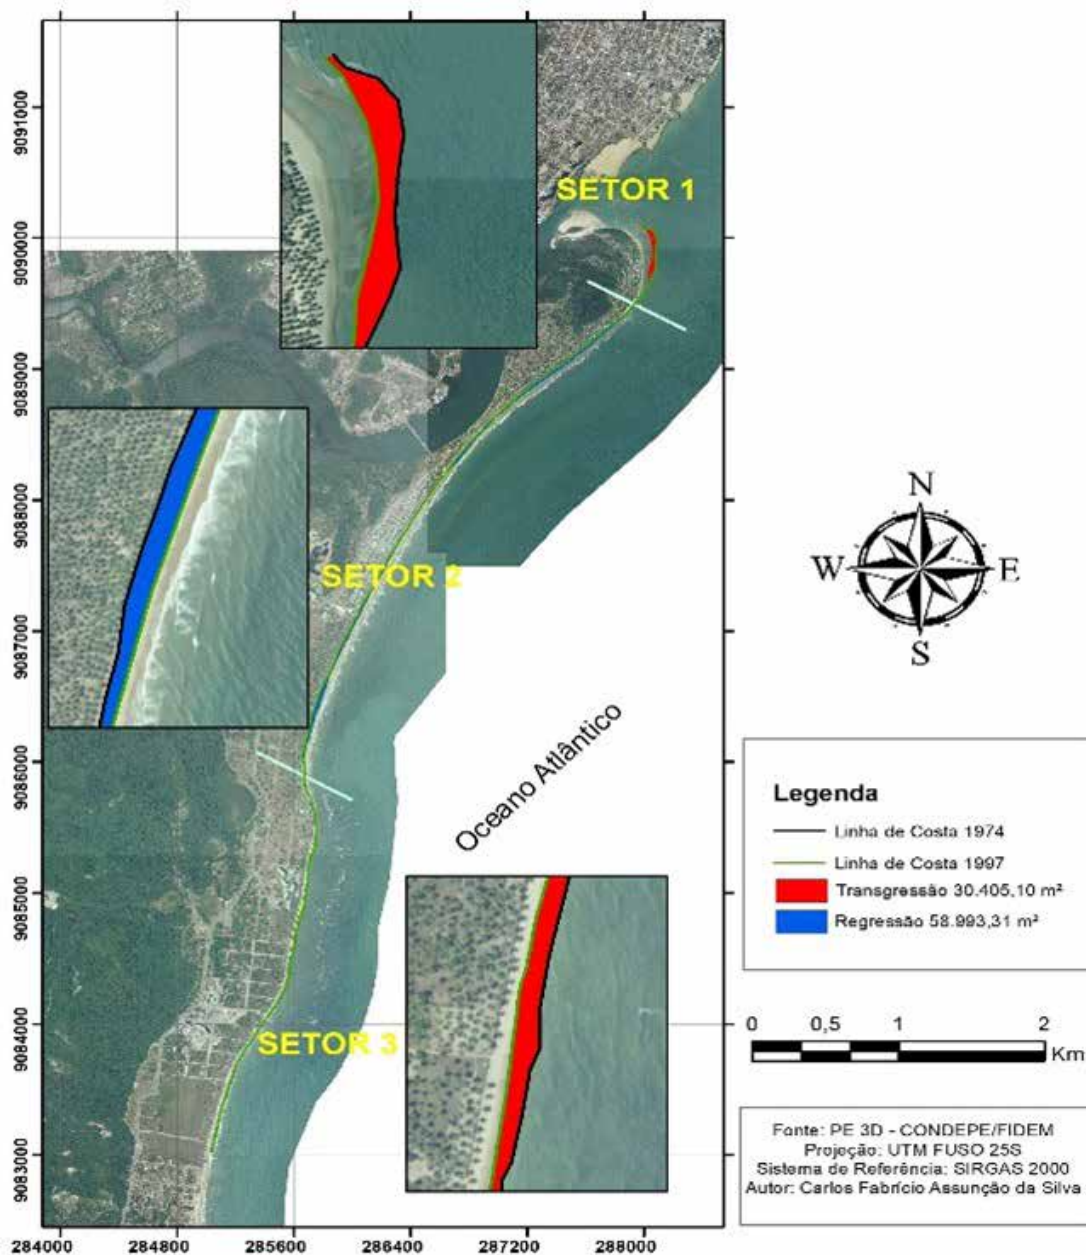 9091000
9090000
9089000
9088000
9087000
9086000
9085000
9084000
9083000
284000
284800
285600
286400
287200
288000
SETOR 1
SETOR 2
SETOR 3
Oceano Atlântico
N
W
E
S
Legenda
Linha de Costa 1974
Linha de Costa 1997
Transgressão 30.405,10 m²
Regressão 58.993,31 m²
0 0,5 1 2
Km
Fonte: PE 3D - CONDEPE/FIDEM
Projeção: UTM FUSO 25S
Sistema de Referência: SIRGAS 2000
Autor: Carlos Fabrício Assunção da Silva